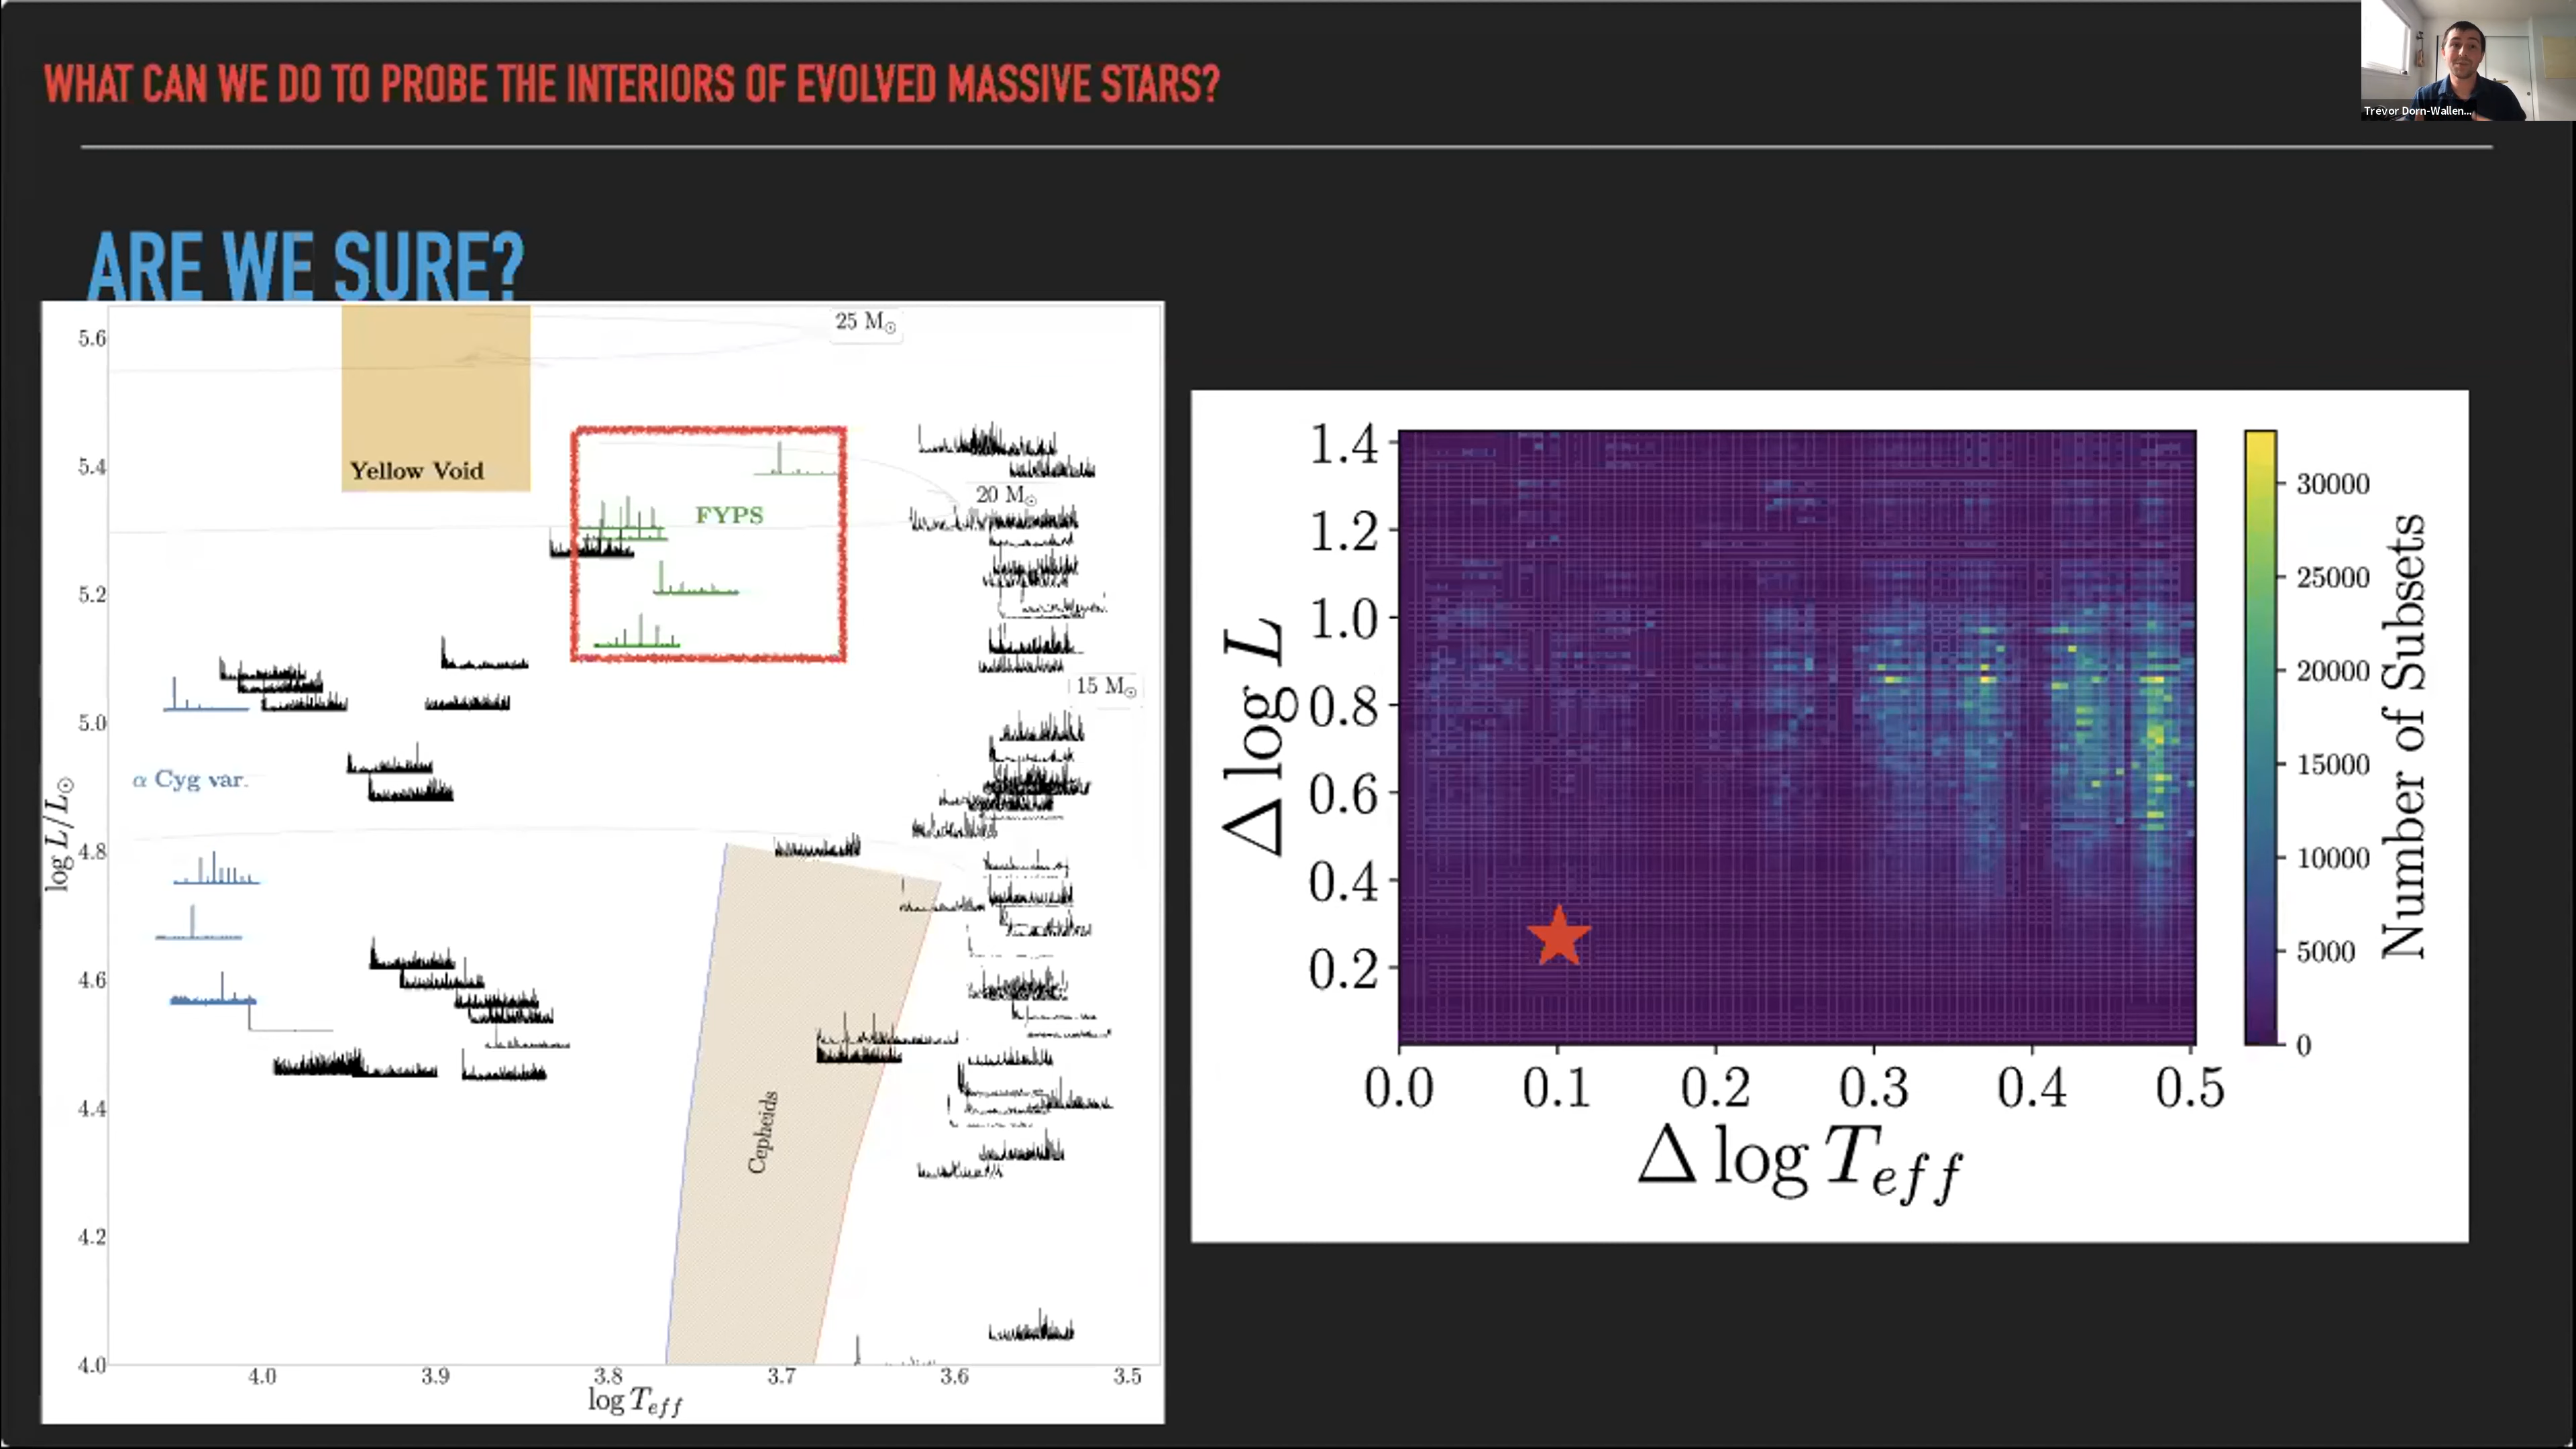 WHAT CAN WE DO TO PROBE THE INTERIORS OF EVOLVED MASSIVE STARS?
Trevor Dorn-Wallen...
ARE WE SURE?
25 M☉
5.6
Yellow Void
5.4
FYPS
20 M☉
5.2
15 M☉
5.0
α Cyg var.
log L/L☉
4.8
4.6
4.4
Cepheids
4.2
4.0
4.0 3.9 3.8 3.7 3.6 3.5
log Teff
1.4
1.2
1.0
0.8
0.6
0.4
0.2
Δ log L
0.0 0.1 0.2 0.3 0.4 0.5
Δ log Teff
30000
25000
20000
15000
10000
5000
0
Number of Subsets